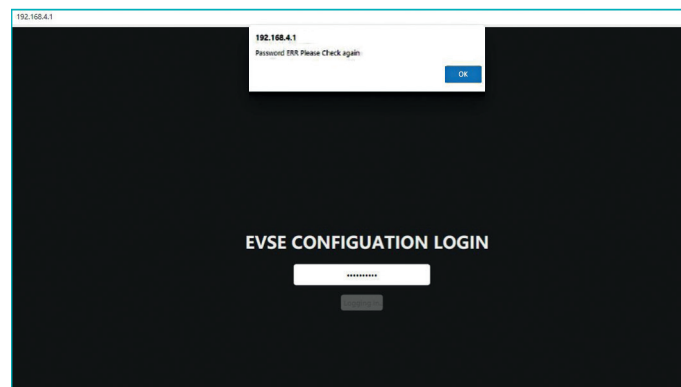 192.168.4.1
192.168.4.1
Password ERR Please Check again
OK
EVSE CONFIGUATION LOGIN
••••••••••